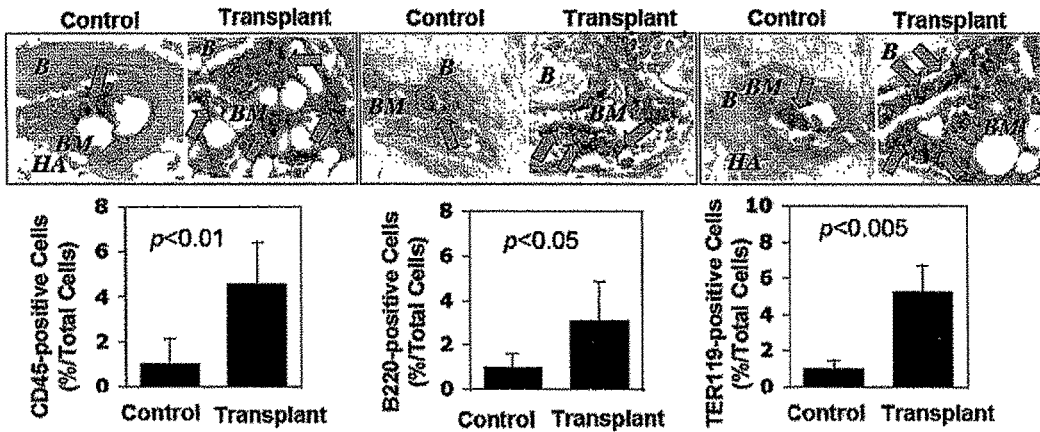 Control Transplant Control Transplant Control Transplant
B BM HA
B BM
B BM
B BM
B BM HA
B BM
8
6
4
2
0
CD45-positive Cells
(%/Total Cells)
p<0.01
Control Transplant
8
6
4
2
0
B220-positive Cells
(%/Total Cells)
p<0.05
Control Transplant
10
8
6
4
2
0
TER119-positive Cells
(%/Total Cells)
p<0.005
Control Transplant